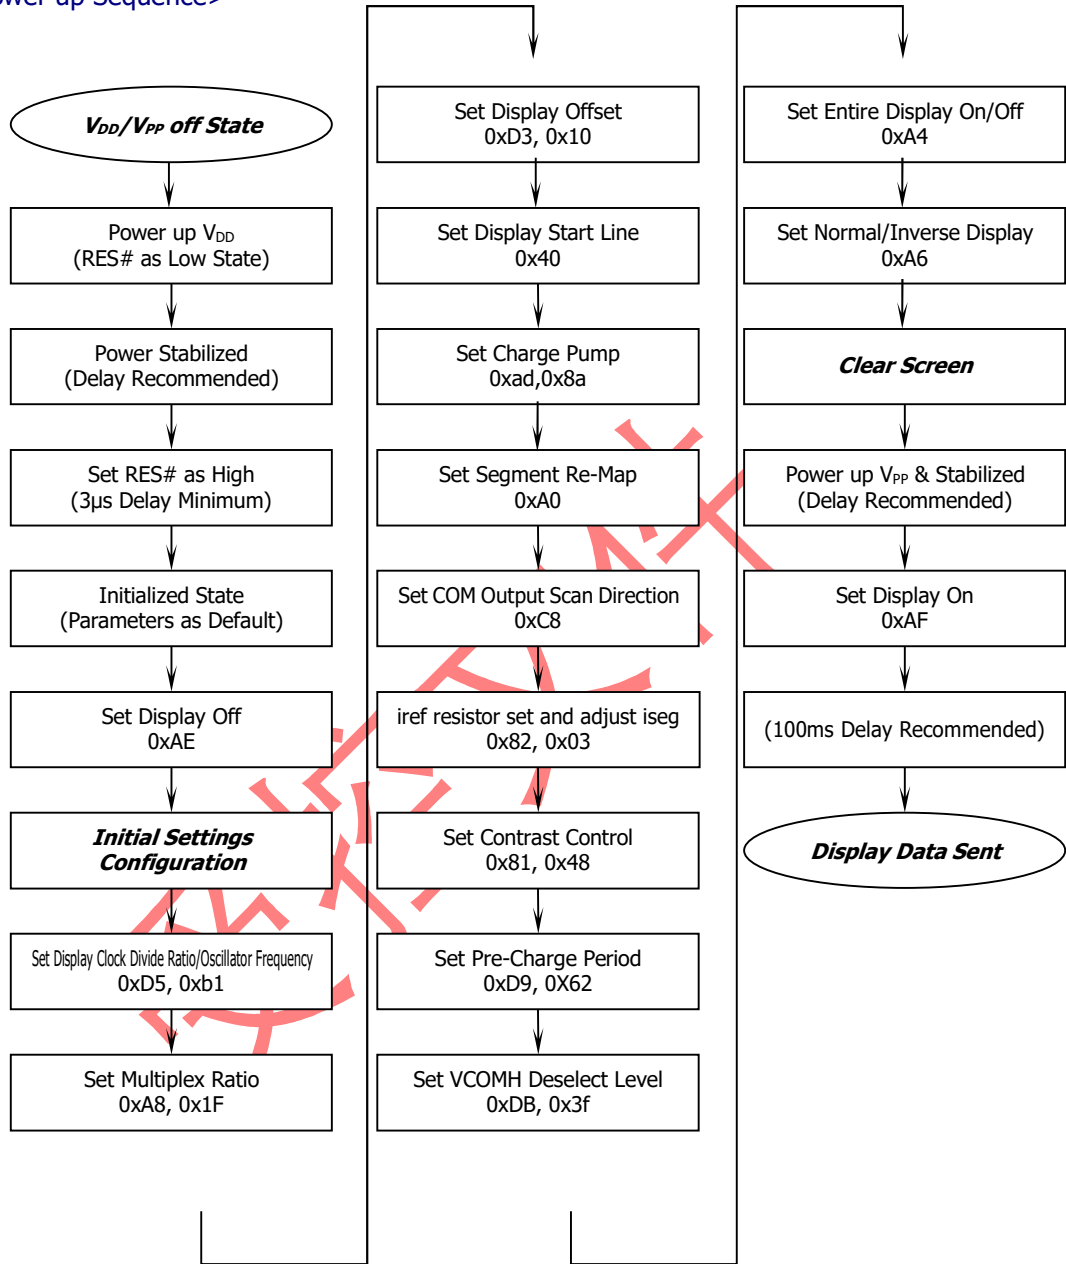 ower up Sequence>
VDD/VPP off State
Power up VDD
(RES# as Low State)
Power Stabilized
(Delay Recommended)
Set RES# as High
(3μs Delay Minimum)
Initialized State
(Parameters as Default)
Set Display Off
0xAE
Initial Settings
Configuration
Set Display Clock Divide Ratio/Oscillator Frequency
0xD5, 0xb1
Set Multiplex Ratio
0xA8, 0x1F
Set Display Offset
0xD3, 0x10
Set Display Start Line
0x40
Set Charge Pump
0xad,0x8a
Set Segment Re-Map
0xA0
Set COM Output Scan Direction
0xC8
iref resistor set and adjust iseg
0x82, 0x03
Set Contrast Control
0x81, 0x48
Set Pre-Charge Period
0xD9, 0X62
Set VCOMH Deselect Level
0xDB, 0x3f
Set Entire Display On/Off
0xA4
Set Normal/Inverse Display
0xA6
Clear Screen
Power up VPP & Stabilized
(Delay Recommended)
Set Display On
0xAF
(100ms Delay Recommended)
Display Data Sent